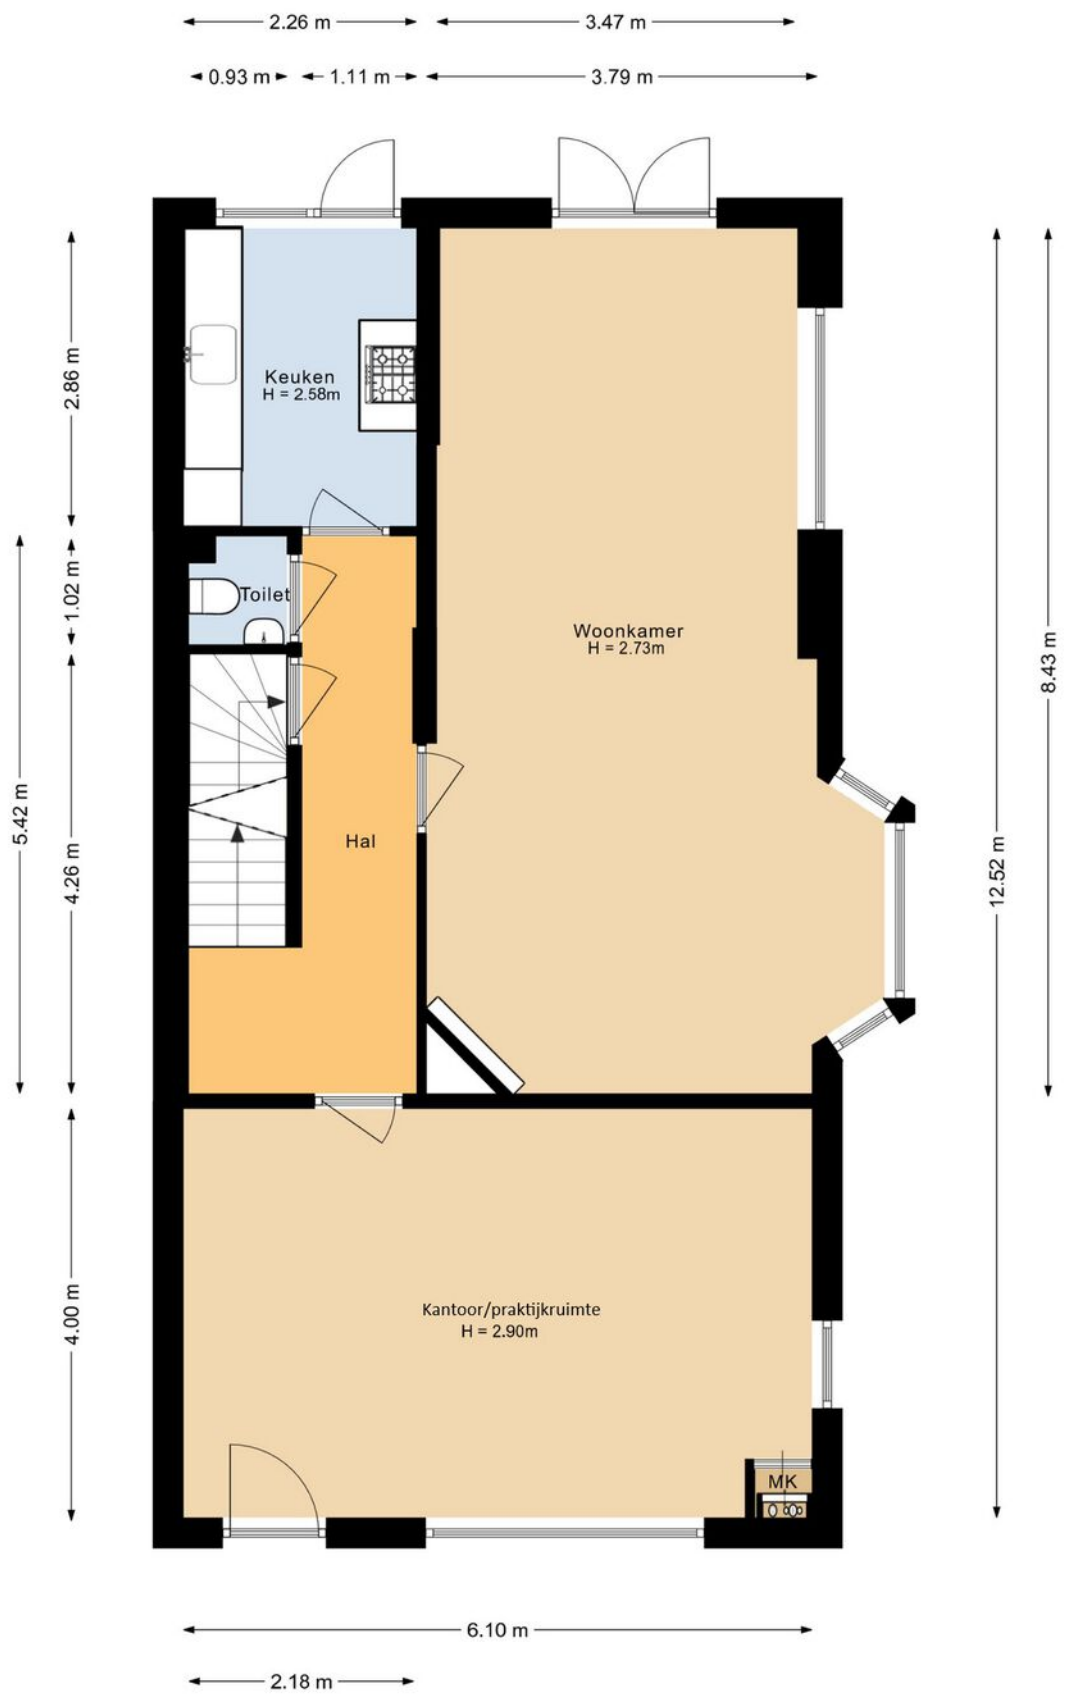 2.26 m
3.47 m
0.93 m
1.11 m
3.79 m
Keuken
H = 2.58m
2.86 m
Toilet
1.02 m
Woonkamer
H = 2.73m
8.43 m
5.42 m
Hal
4.26 m
12.52 m
Kantoor/praktijkruimte
H = 2.90m
4.00 m
MK
6.10 m
2.18 m